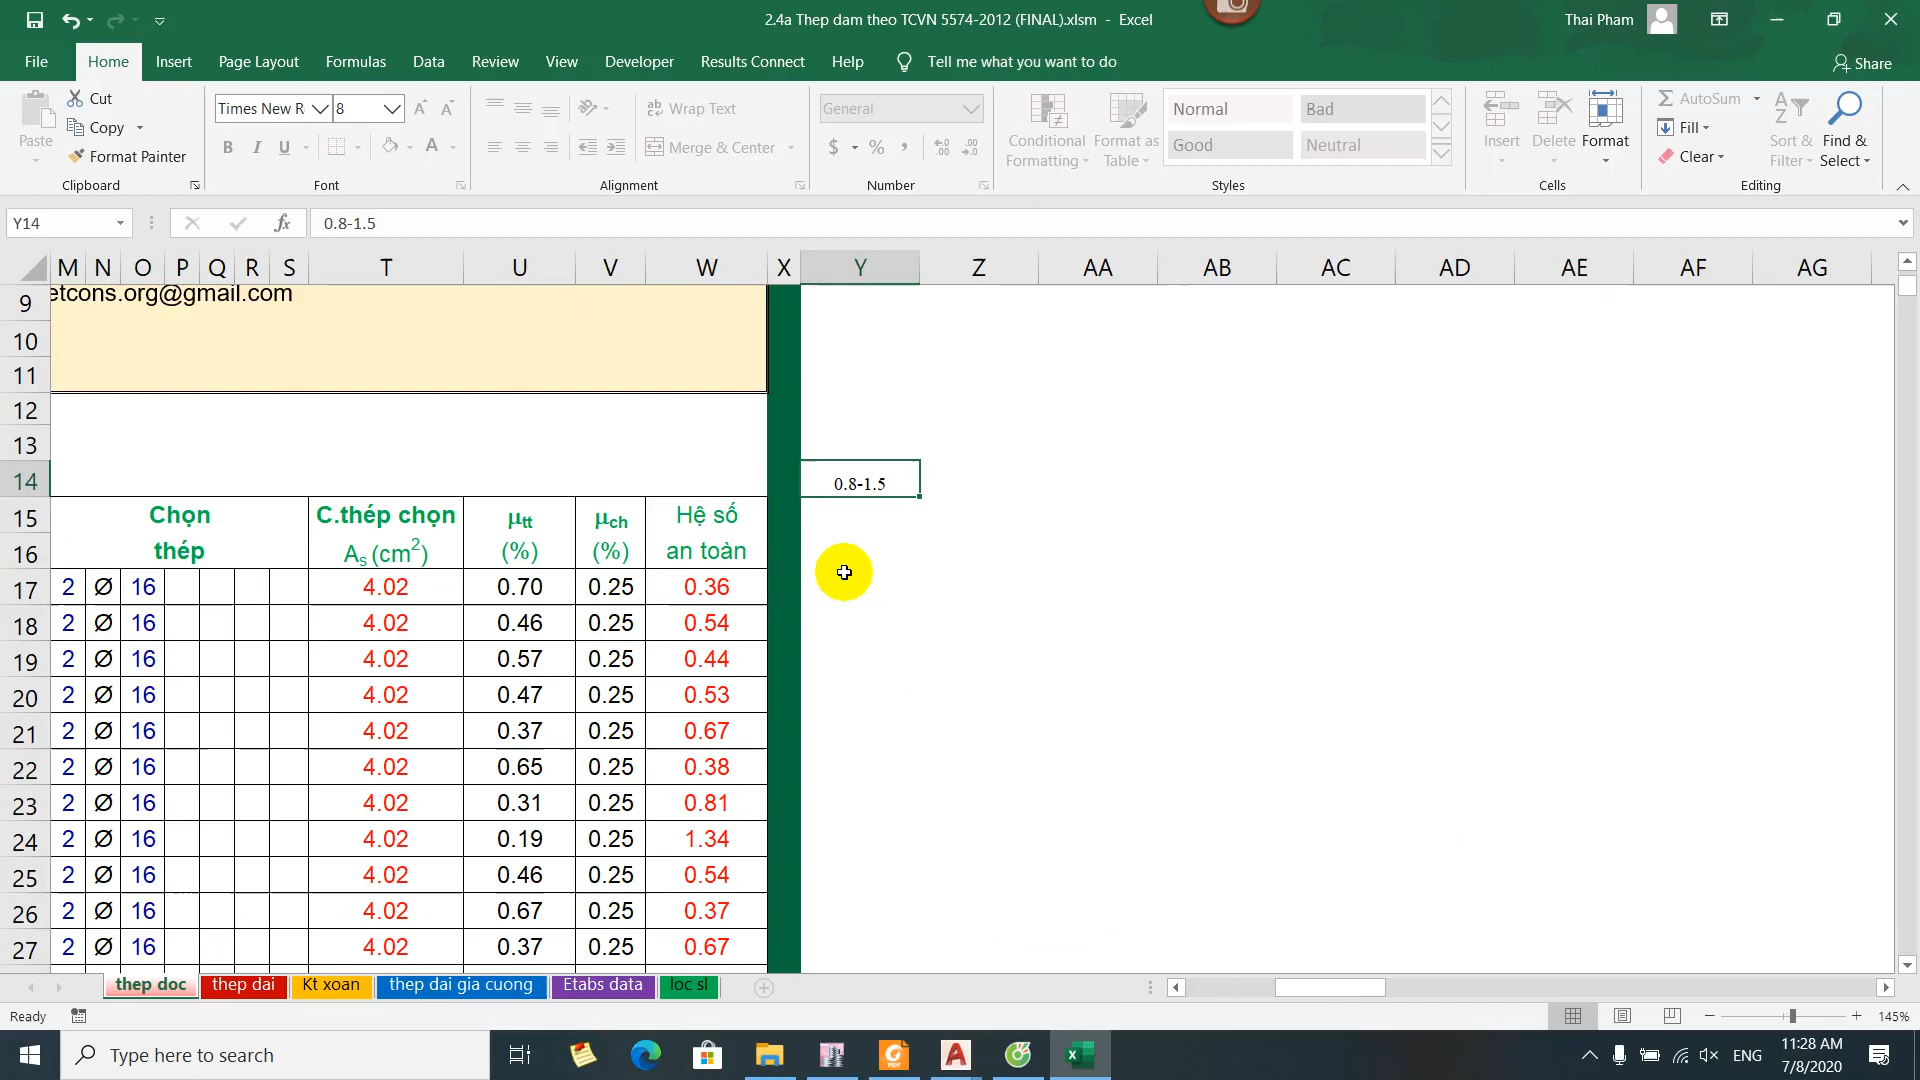 2.4a Thep dam theo TCVN 5574-2012 (FINAL).xlsm - Excel
Thai Pham
File Home Insert Page Layout Formulas Data Review View Developer Results Connect Help Tell me what you want to do
Share
Paste
Cut
Copy
Format Painter
Clipboard
Times New R 8
B I U
Font
Wrap Text
Merge & Center
Alignment
General
$ % ,
Number
Conditional Formatting
Format as Table
Normal Bad
Good Neutral
Styles
Insert Delete Format
Cells
AutoSum
Fill
Clear
Sort & Filter
Find & Select
Editing
Y14 fx 0.8-1.5
M N O P Q R S T U V W X Y Z AA AB AC AD AE AF AG
9 etcons.org@gmail.com
10
11
12
13
14 0.8-1.5
15 Chọn C.thép chọn μtt μch Hệ số
16 thép As (cm2) (%) (%) an toàn
17 2 Ø 16 4.02 0.70 0.25 0.36
18 2 Ø 16 4.02 0.46 0.25 0.54
19 2 Ø 16 4.02 0.57 0.25 0.44
20 2 Ø 16 4.02 0.47 0.25 0.53
21 2 Ø 16 4.02 0.37 0.25 0.67
22 2 Ø 16 4.02 0.65 0.25 0.38
23 2 Ø 16 4.02 0.31 0.25 0.81
24 2 Ø 16 4.02 0.19 0.25 1.34
25 2 Ø 16 4.02 0.46 0.25 0.54
26 2 Ø 16 4.02 0.67 0.25 0.37
27 2 Ø 16 4.02 0.37 0.25 0.67
thep doc thep dai Kt xoan thep dai gia cuong Etabs data loc sl
Ready
145%
Type here to search
ENG
11:28 AM
7/8/2020